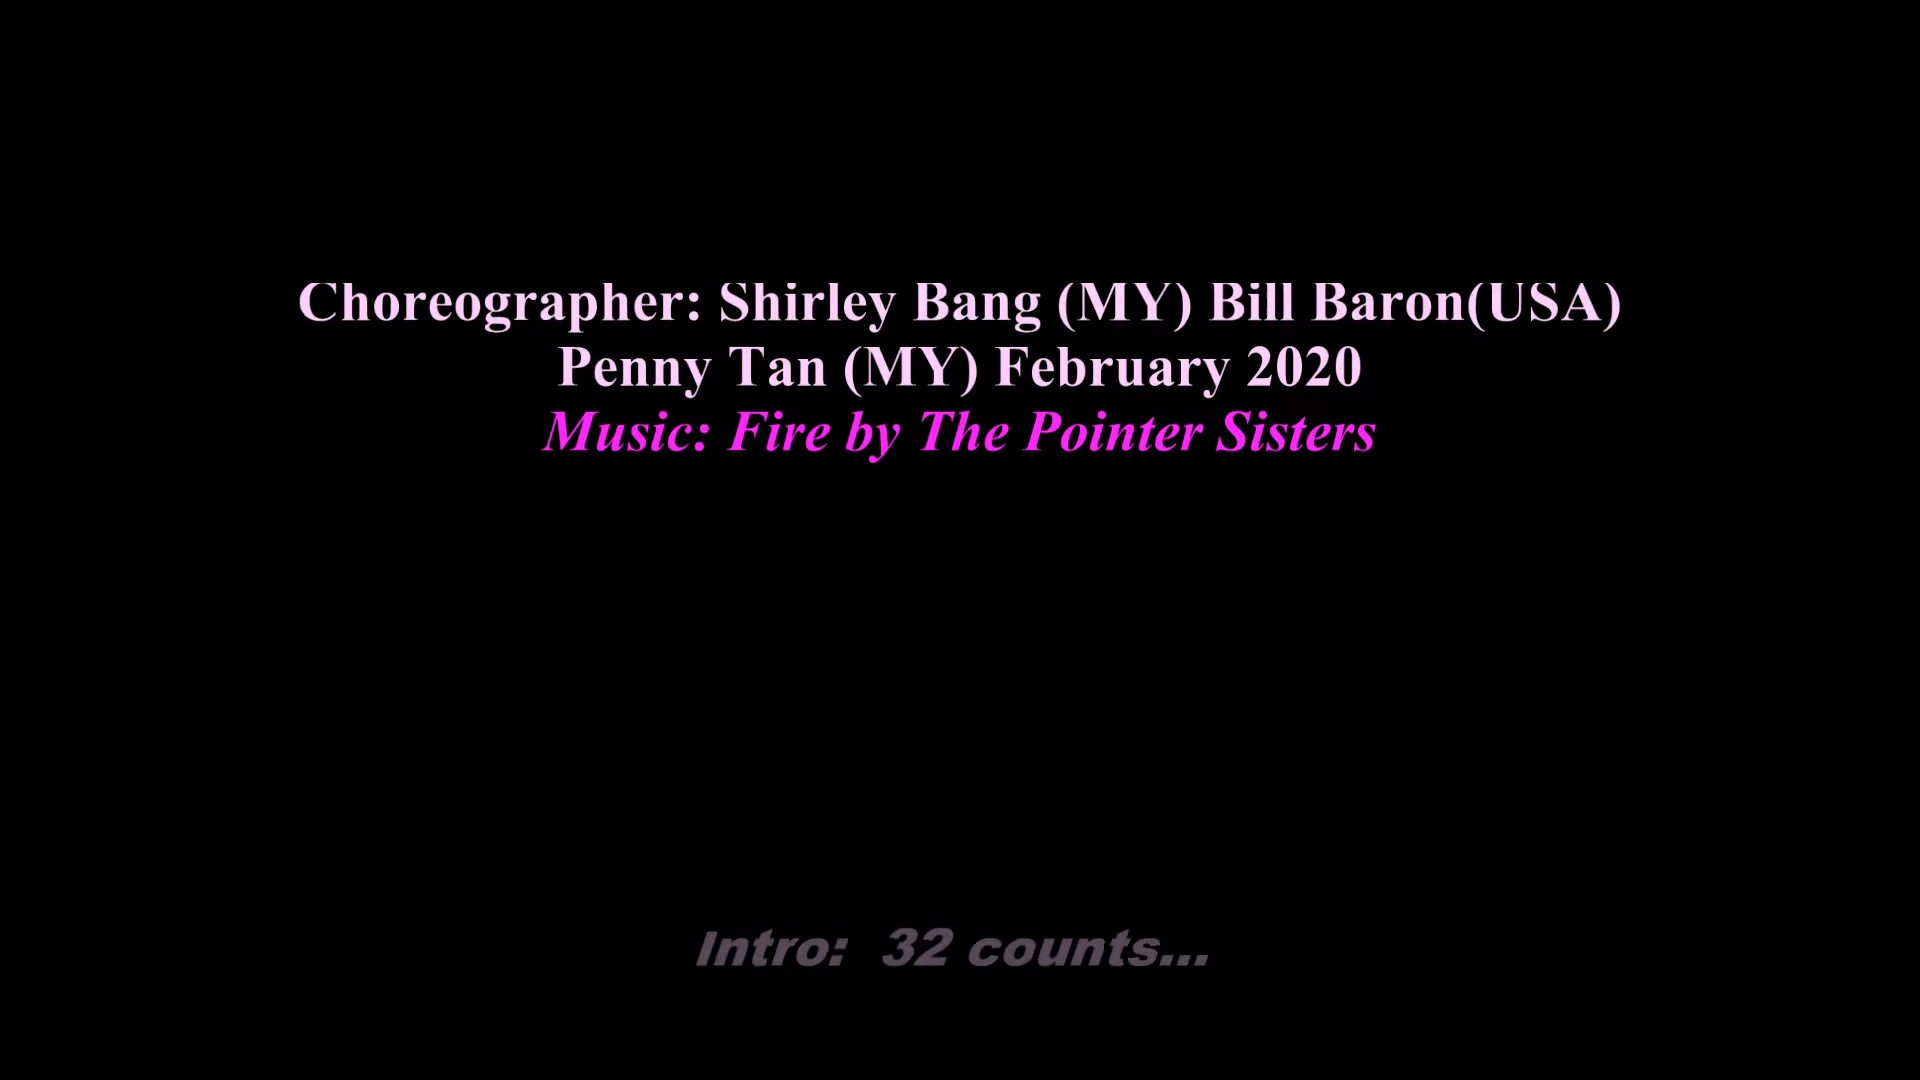 Choreographer: Shirley Bang (MY) Bill Baron(USA)
Penny Tan (MY) February 2020
Music: Fire by The Pointer Sisters
Intro:  32 counts...